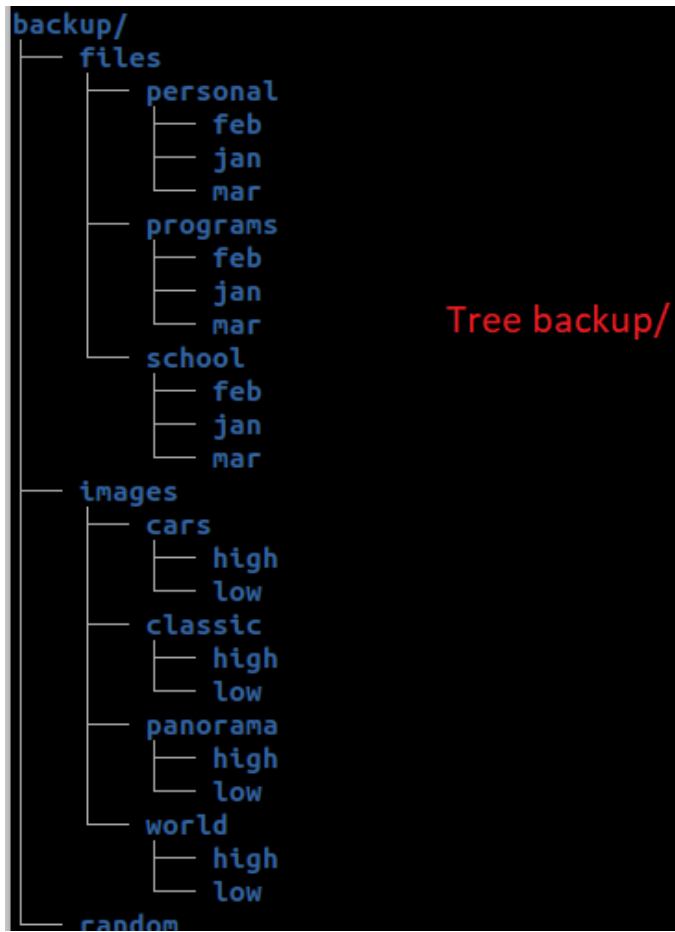 backup/
files
personal
feb
jan
mar
programs
feb
jan
mar
Tree backup/
school
feb
jan
mar
images
cars
high
low
classic
high
low
panorama
high
low
world
high
low
random